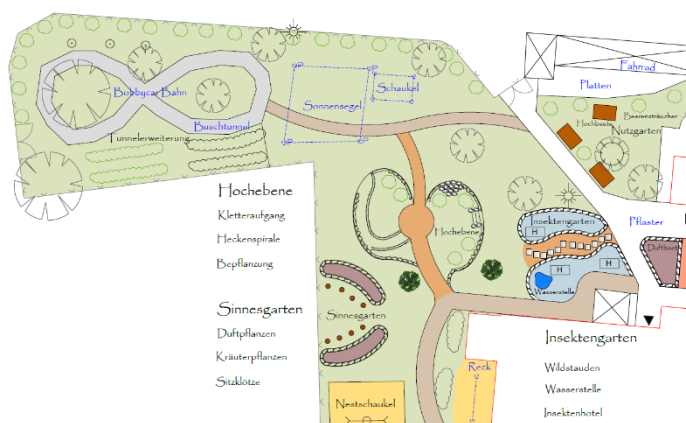 Fahrrad
Platten
Schaukel
Bobbycar Bahn
Sonnensegel
Beerensträucher
Hochbeete
Nutzgarten
Buschtunnel
Tunnelerweiterung
Hochebene
Kletteraufgang
Heckenspirale
Bepflanzung
Hochebene
Insektengarten
H
Pflaster
H
H
Wasserstelle
Sinnesgarten
Duftpflanzen
Kräuterpflanzen
Sitzklötze
Sinnesgarten
Insektengarten
Wildstauden
Wasserstelle
Insektenhotel
Reck
Nestschaukel